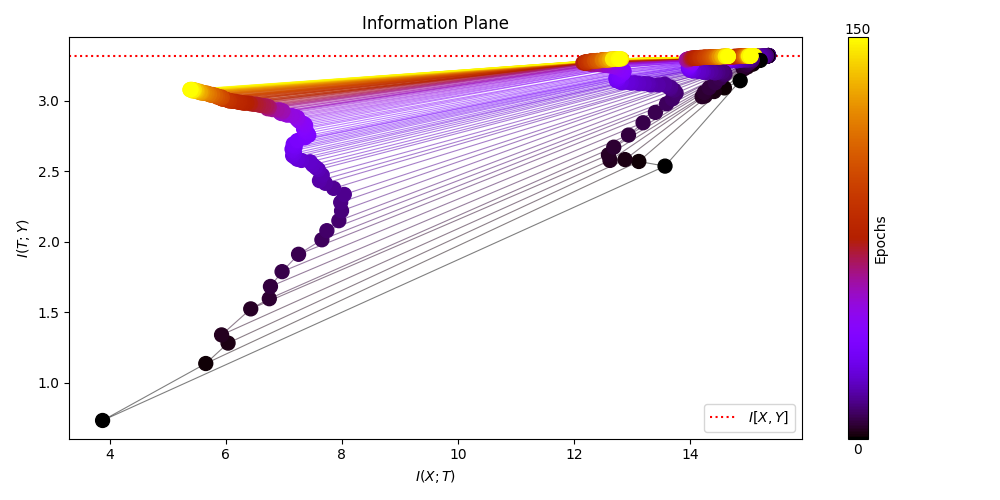 Information Plane
150
3.0
2.5
2.0
1.5
1.0
I(T; Y)
Epochs
I[X, Y]
0
4 6 8 10 12 14
I(X; T)